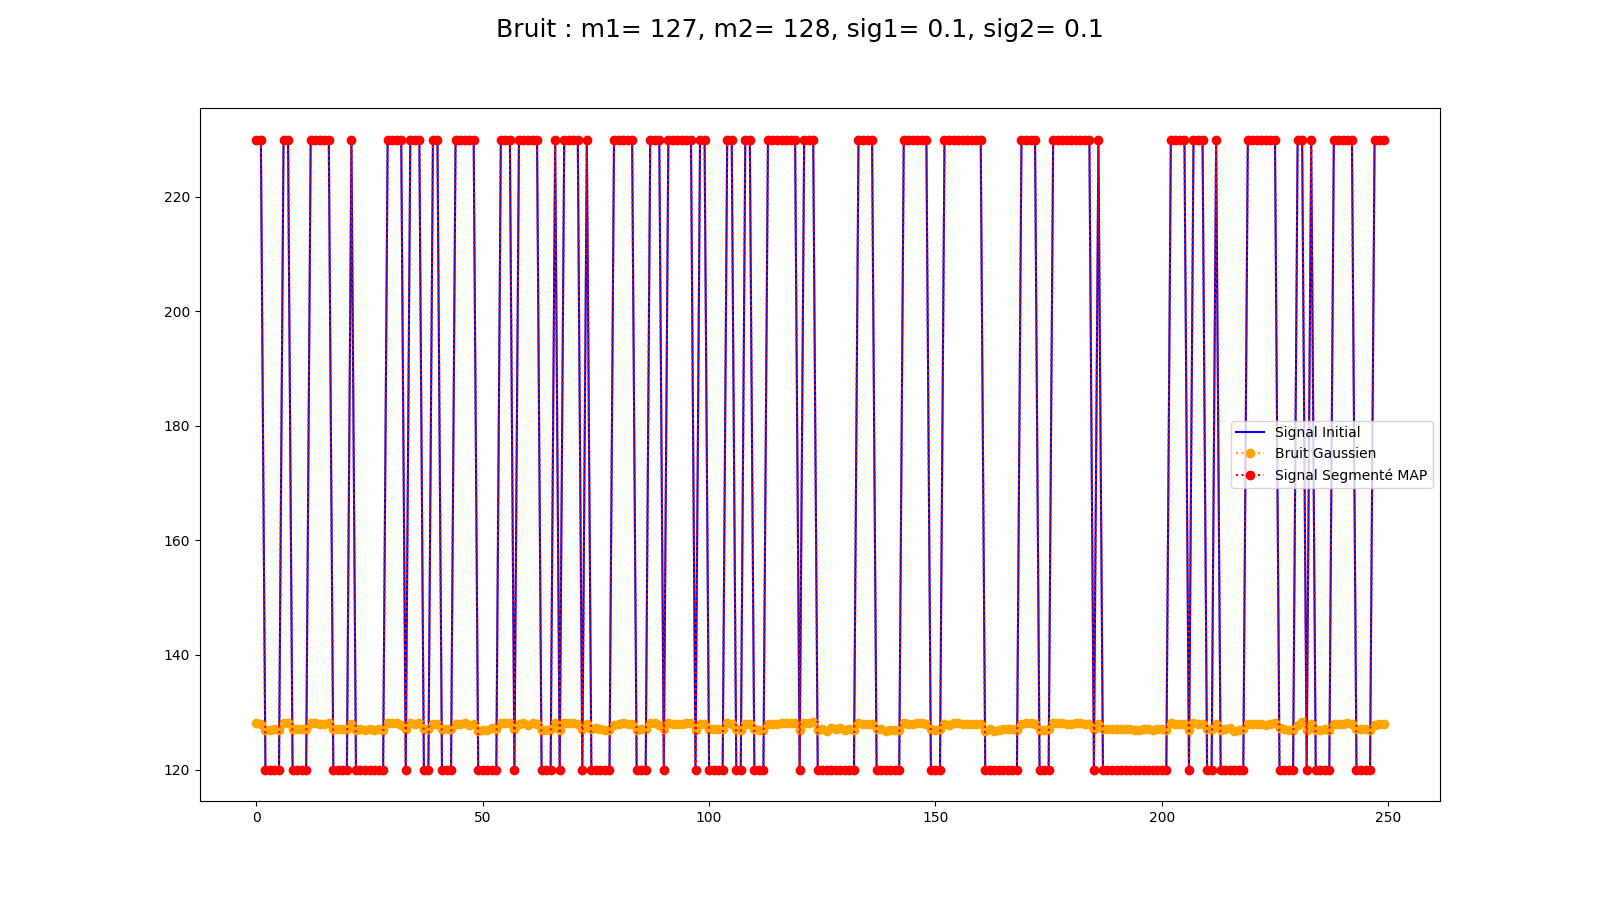 Bruit : m1= 127, m2= 128, sig1= 0.1, sig2= 0.1
220
200
180
160
140
120
Signal Initial
Bruit Gaussien
Signal Segmenté MAP
0 50 100 150 200 250